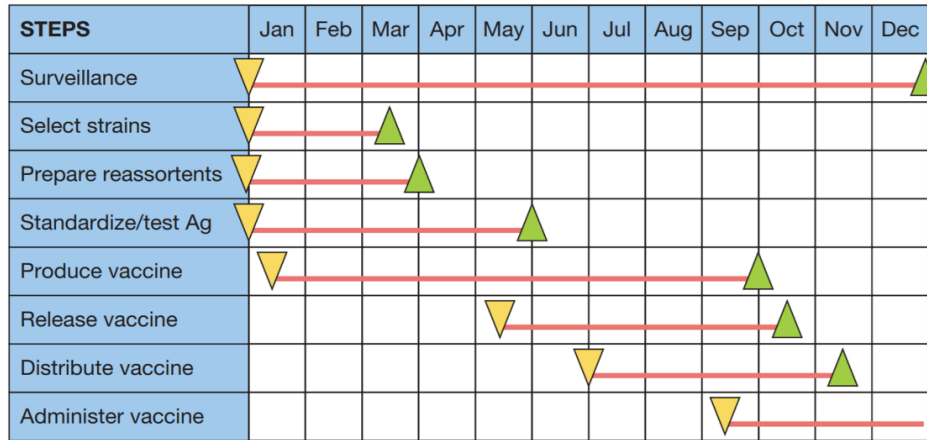 STEPS Jan Feb Mar Apr May Jun Jul Aug Sep Oct Nov Dec
Surveillance
Select strains
Prepare reassortents
Standardize/test Ag
Produce vaccine
Release vaccine
Distribute vaccine
Administer vaccine